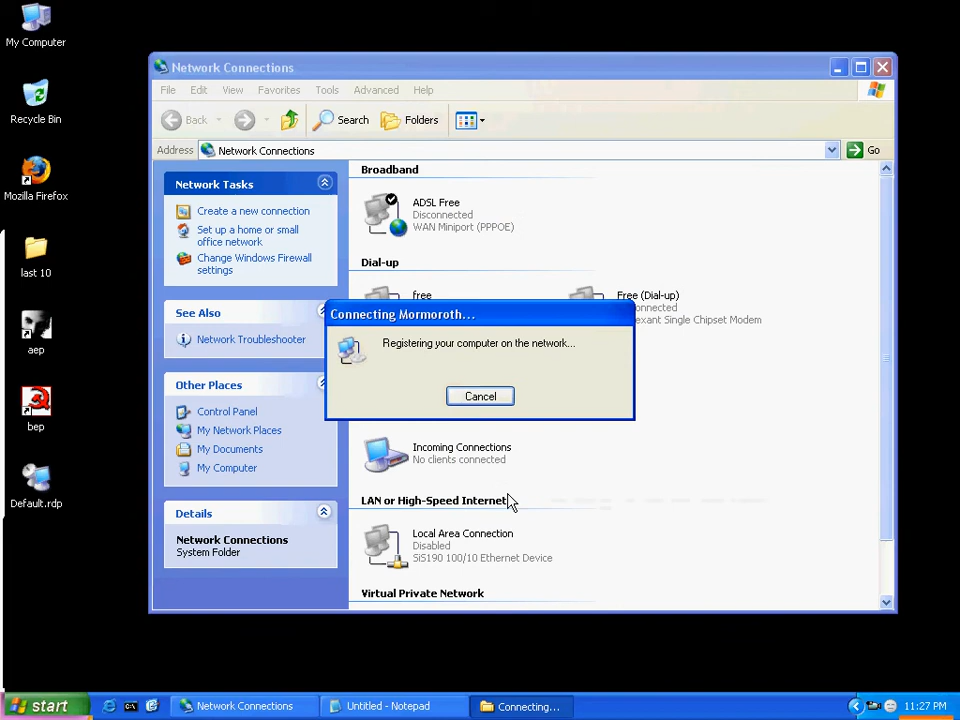 My Computer
Recycle Bin
Mozilla Firefox
last 10
aep
bep
Default.rdp
Network Connections
File Edit View Favorites Tools Advanced Help
Back Search Folders
Address Network Connections Go
Network Tasks
Create a new connection
Set up a home or small
office network
Change Windows Firewall
settings
See Also
Network Troubleshooter
Other Places
Control Panel
My Network Places
My Documents
My Computer
Details
Network Connections
System Folder
Broadband
ADSL Free
Disconnected
WAN Miniport (PPPOE)
Dial-up
free
Free (Dial-up)
onnected
exant Single Chipset Modem
Connecting Mormoroth...
Registering your computer on the network...
Cancel
Incoming Connections
No clients connected
LAN or High-Speed Internet
Local Area Connection
Disabled
SiS190 100/10 Ethernet Device
Virtual Private Network
start Network Connections Untitled - Notepad Connecting... 11:27 PM